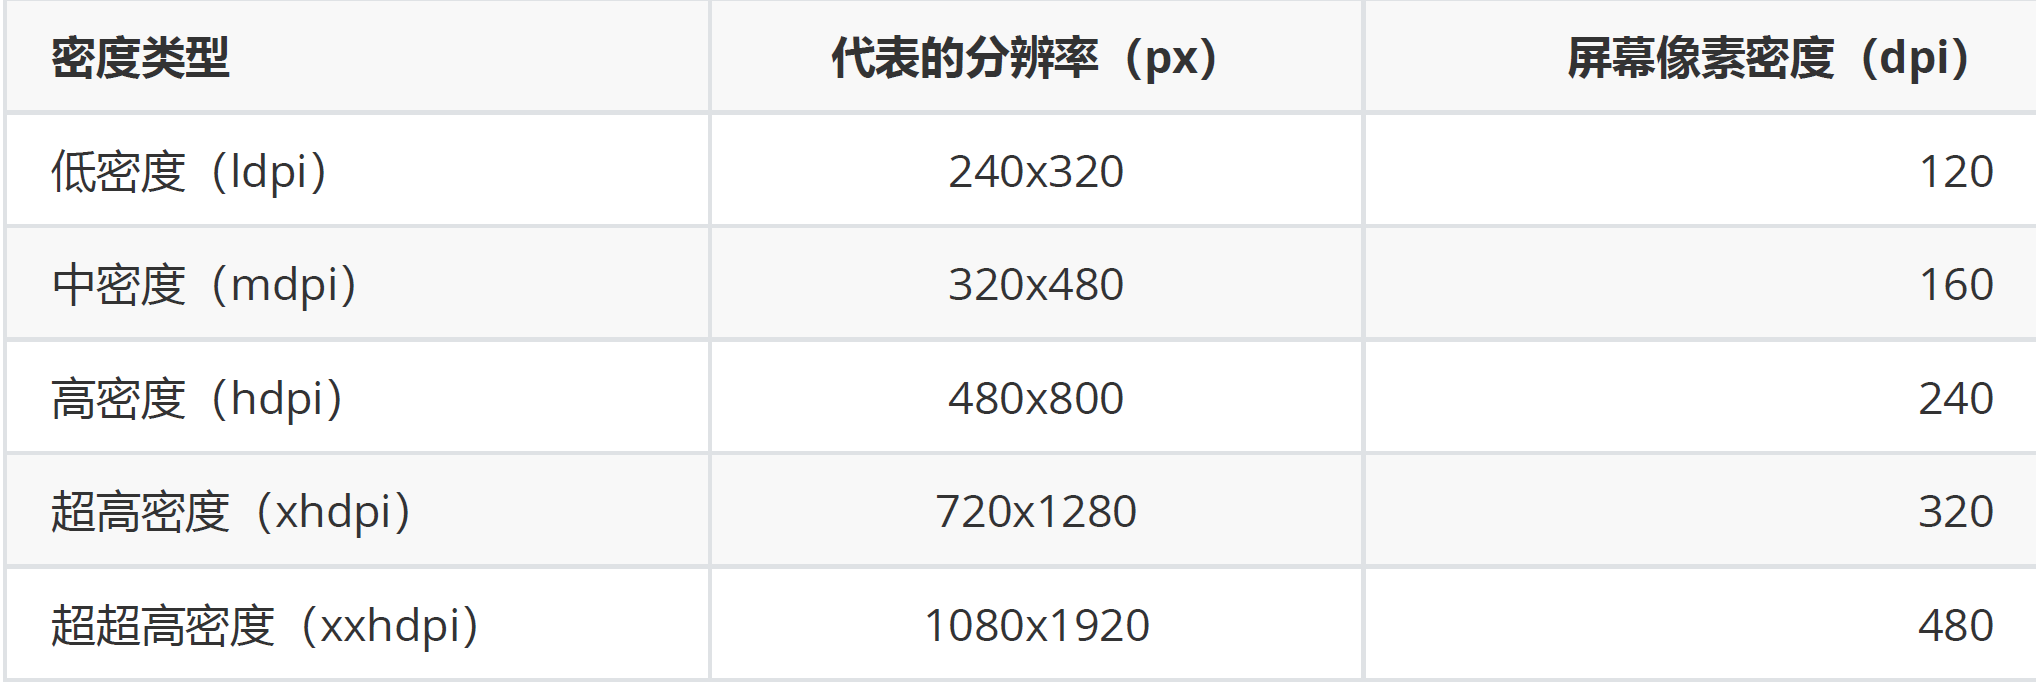 密度类型 代表的分辨率（px） 屏幕像素密度（dpi）
低密度（ldpi） 240x320 120
中密度（mdpi） 320x480 160
高密度（hdpi） 480x800 240
超高密度（xhdpi） 720x1280 320
超超高密度（xxhdpi） 1080x1920 480